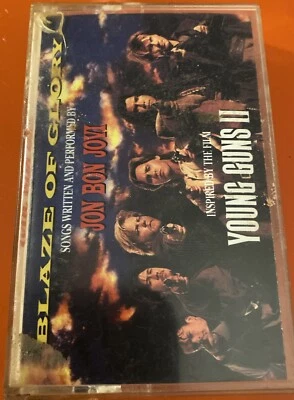 BLAZE OF GLORY
SONGS WRITTEN AND PERFORMED BY
JON BON JOVI
INSPIRED BY THE FILM
YOUNG GUNS II